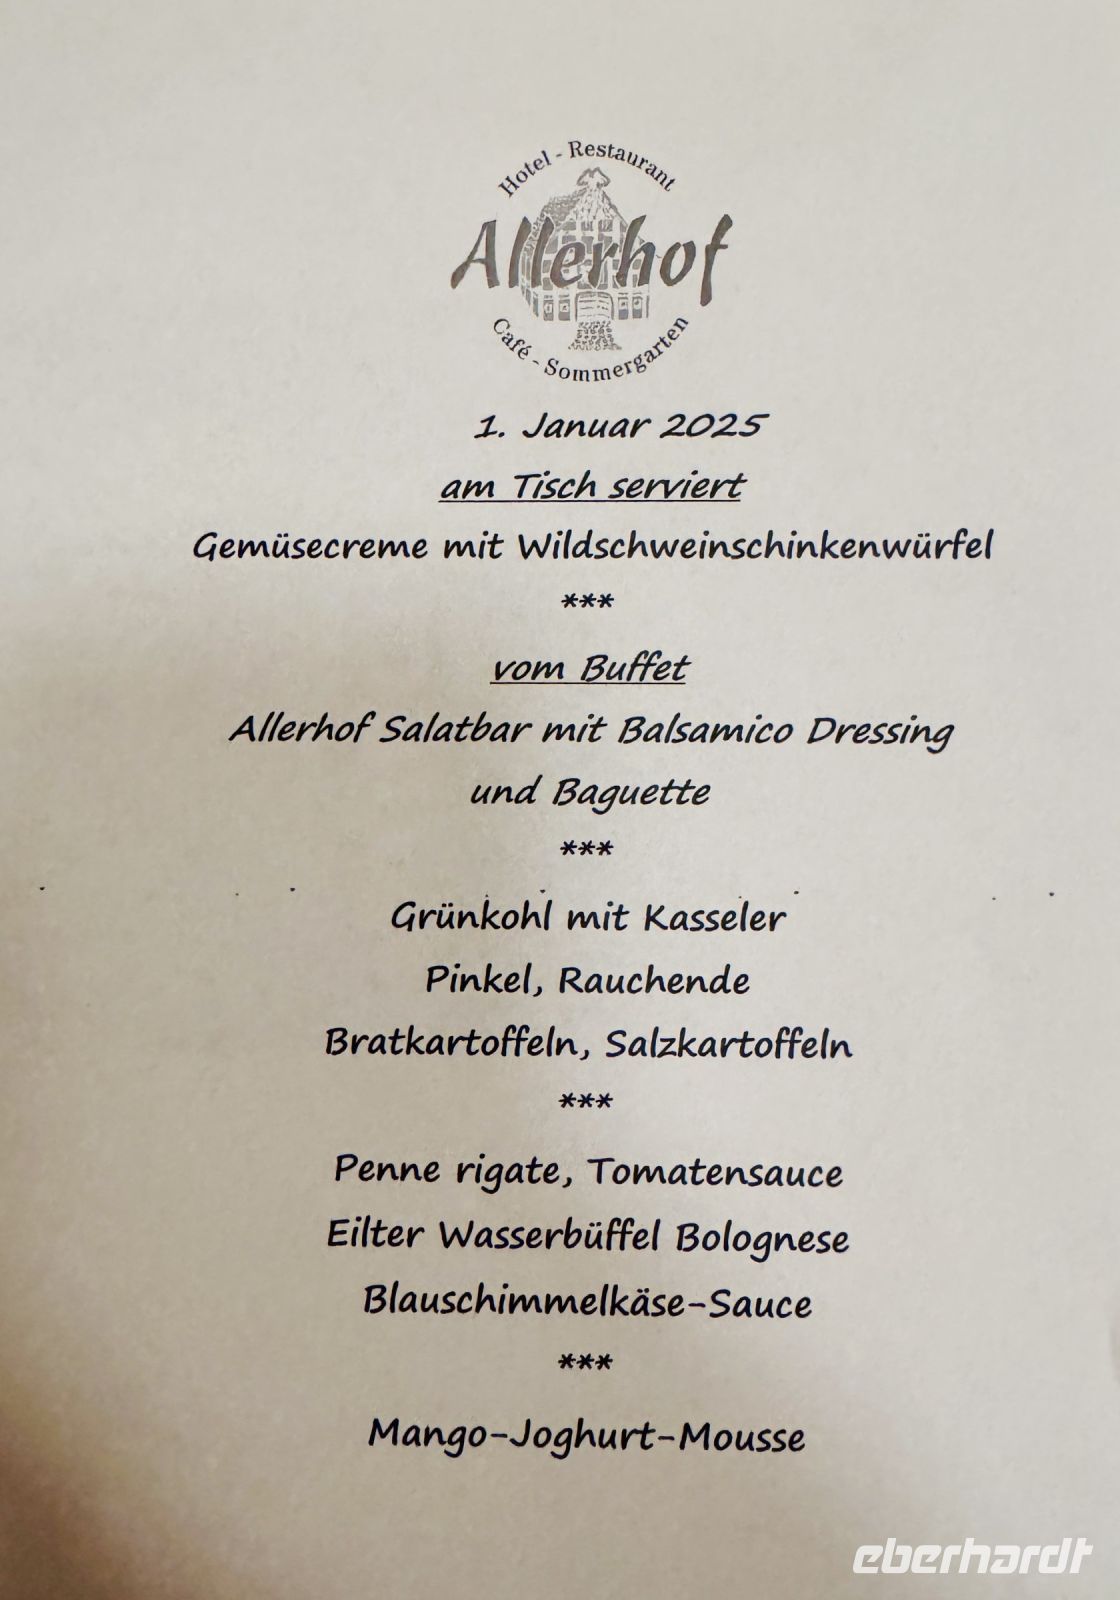 Hotel - Restaurant
Allerhof
Café - Sommergarten
1. Januar 2025
am Tisch serviert
Gemüsecreme mit Wildschweinschinkenwürfel
***
vom Buffet
Allerhof Salatbar mit Balsamico Dressing
und Baguette
***
Grünkohl mit Kasseler
Pinkel, Rauchende
Bratkartoffeln, Salzkartoffeln
***
Penne rigate, Tomatensauce
Eilter Wasserbüffel Bolognese
Blauschimmelkäse-Sauce
***
Mango-Joghurt-Mousse
eberhardt